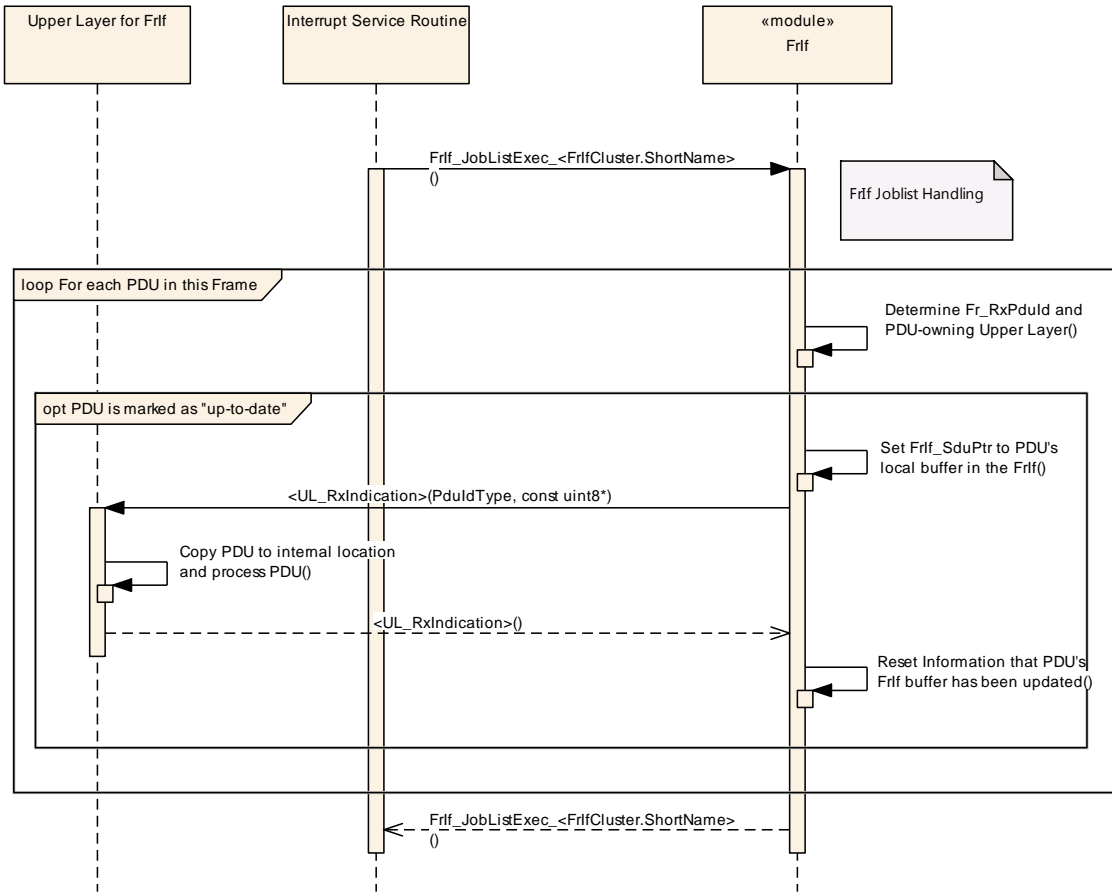 Upper Layer for FrIf
Interrupt Service Routine
«module»
FrIf
FrIf_JobListExec_<FrIfCluster.ShortName>
()
FrIf Joblist Handling
loop For each PDU in this Frame
Determine Fr_RxPduId and
PDU-owning Upper Layer()
opt PDU is marked as "up-to-date"
Set FrIf_SduPtr to PDU's
local buffer in the FrIf()
<UL_RxIndication>(PduIdType, const uint8*)
Copy PDU to internal location
and process PDU()
<UL_RxIndication>()
Reset Information that PDU's
FrIf buffer has been updated()
FrIf_JobListExec_<FrIfCluster.ShortName>
()